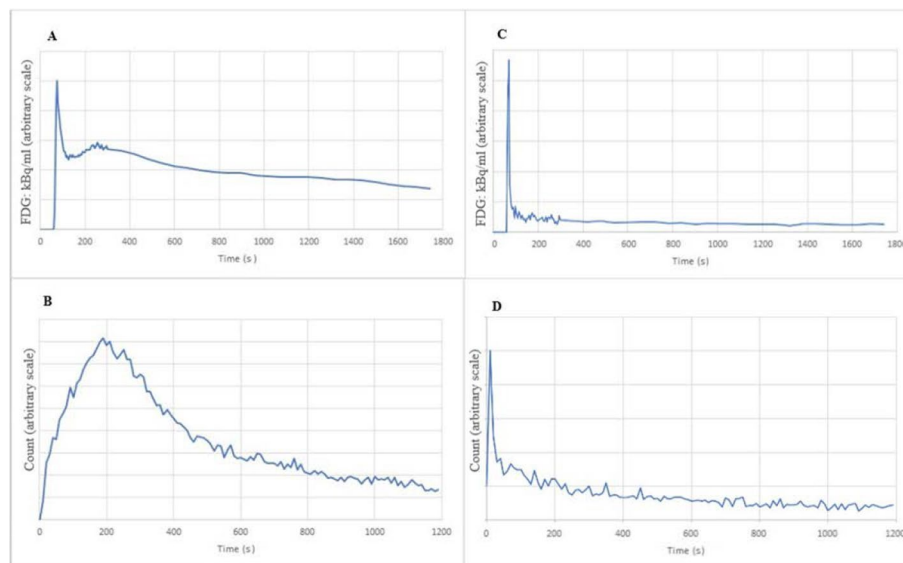 A
FDG: kBq/ml (arbitrary scale)
0 200 400 600 800 1000 1200 1400 1600 1800
Time (s )
C
FDG: kBq/ml (arbitrary scale)
0 200 400 600 800 1000 1200 1400 1600 1800
Time (s)
B
Count (arbitrary scale)
0 200 400 600 800 1000 1200
Time (s)
D
Count (arbitrary scale)
0 200 400 600 800 1000 1200
Time (s)